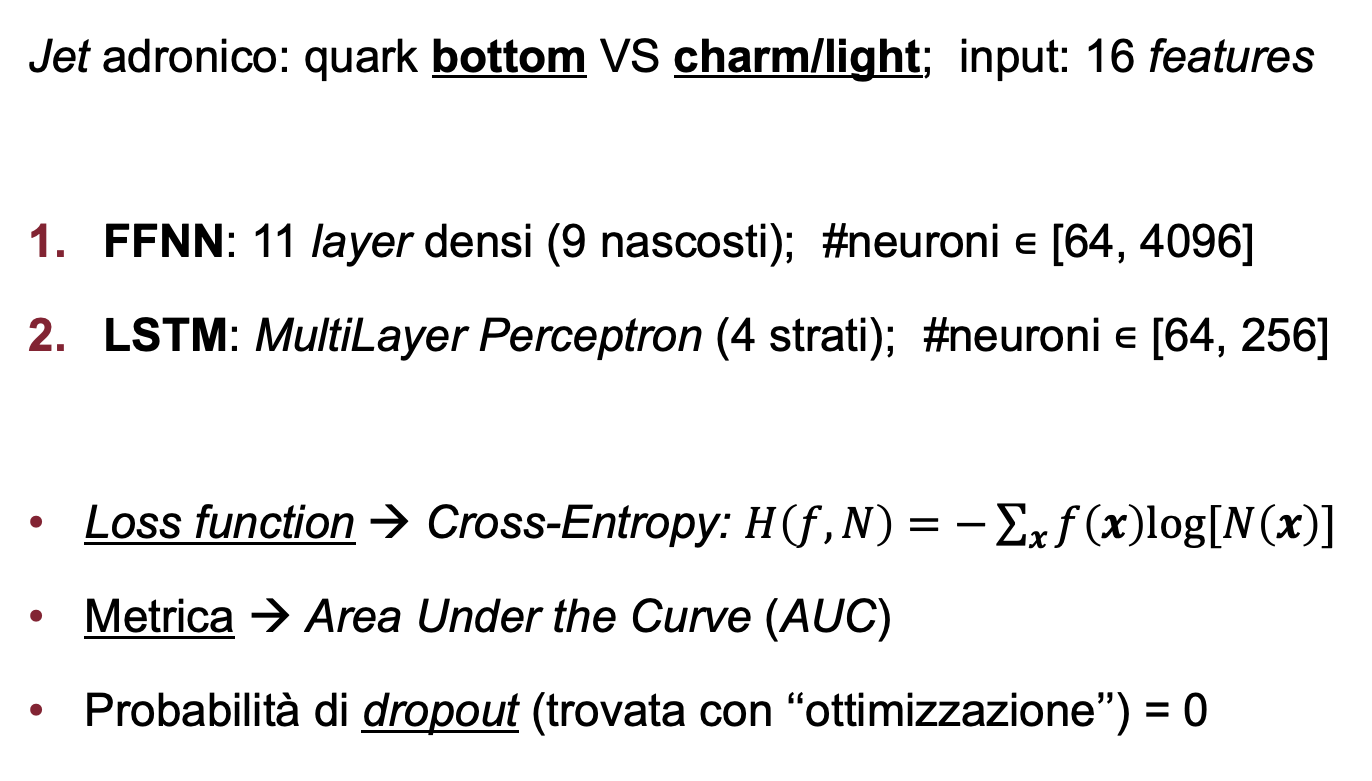 Jet adronico: quark bottom VS charm/light; input: 16 features
1. FFNN: 11 layer densi (9 nascosti); #neuroni ∈ [64, 4096]
2. LSTM: MultiLayer Perceptron (4 strati); #neuroni ∈ [64, 256]
• Loss function → Cross-Entropy: H(f, N) = − ∑ₓ f(x)log[N(x)]
• Metrica → Area Under the Curve (AUC)
• Probabilità di dropout (trovata con “ottimizzazione”) = 0